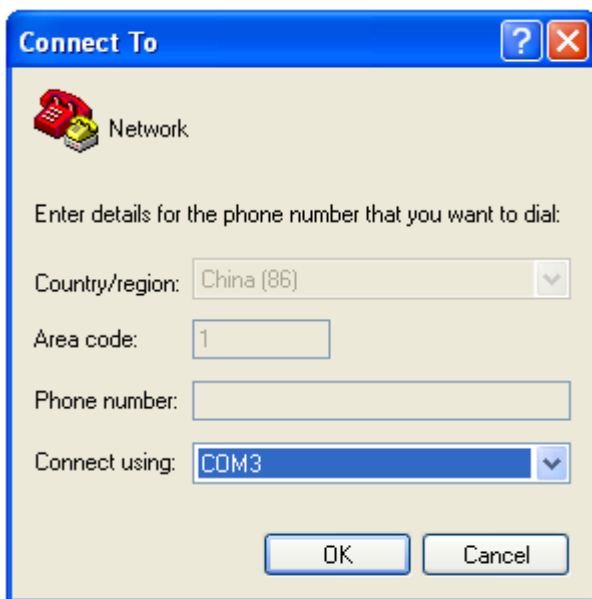 Connect To
Network
Enter details for the phone number that you want to dial:
Country/region: China (86)
Area code: 1
Phone number:
Connect using: COM3
OK Cancel